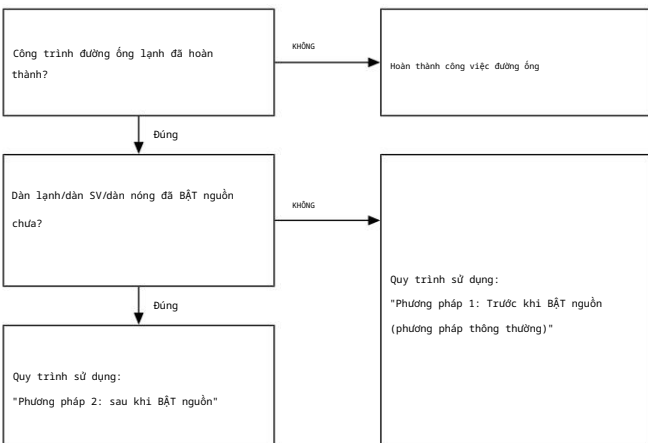 Công trình đường ống lạnh đã hoàn
thành?
KHÔNG
Hoàn thành công việc đường ống
Đúng
Dàn lạnh/dàn SV/dàn nóng đã BẬT nguồn
chưa?
KHÔNG
Quy trình sử dụng:
"Phương pháp 1: Trước khi BẬT nguồn
(phương pháp thông thường)"
Đúng
Quy trình sử dụng:
"Phương pháp 2: sau khi BẬT nguồn"